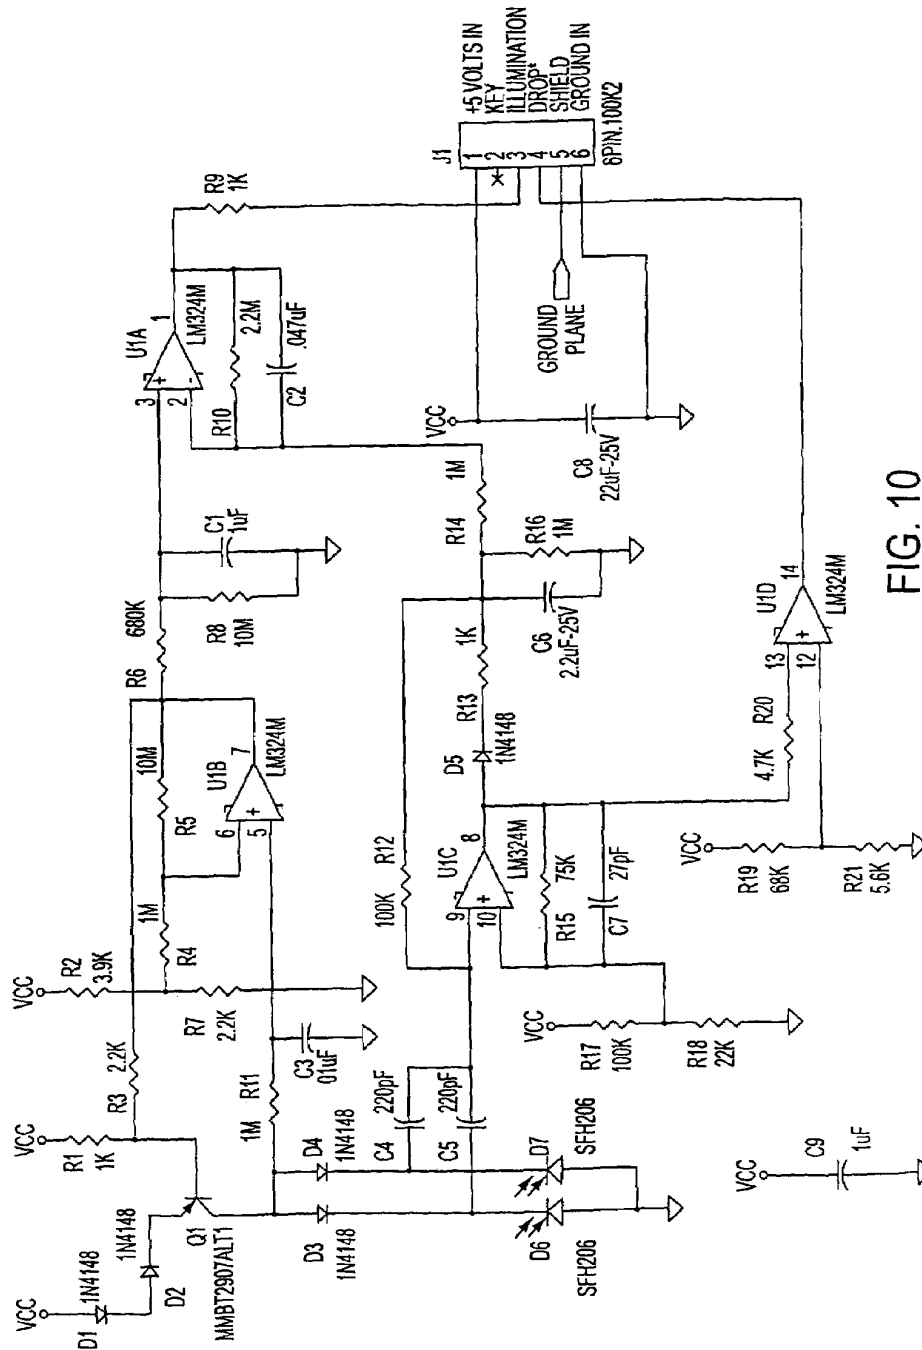 VCC
D1
1N4148
D2
1N4148
VCC
R1
1K
Q1
MMBT2907ALT1
R3
2.2K
VCC
R2
3.9K
R4
1M
R5
10M
R7
2.2K
U1B
6
5
7
+
LM324M
R6
680K
R8
10M
C1
1uF
U1A
3
2
1
+
-
LM324M
R10
2.2M
C2
.047uF
R9
1K
J1
1
2
3
4
5
6
+5 VOLTS IN
KEY
ILLUMINATION
DROP*
SHIELD
GROUND IN
6PIN.100K2
R11
1M
C3
.01uF
D4
1N4148
D3
1N4148
C4
220pF
C5
220pF
D7
SFH206
D6
SFH206
R12
100K
U1C
9
10
8
+
LM324M
D5
1N4148
R13
1K
R14
1M
C6
2.2uF-25V
R16
1M
R15
75K
C7
27pF
VCC
R17
100K
R18
22K
VCC
C8
22uF-25V
GROUND
PLANE
R20
4.7K
U1D
13
12
14
+
LM324M
VCC
R19
68K
R21
5.6K
VCC
C9
1uF
FIG. 10